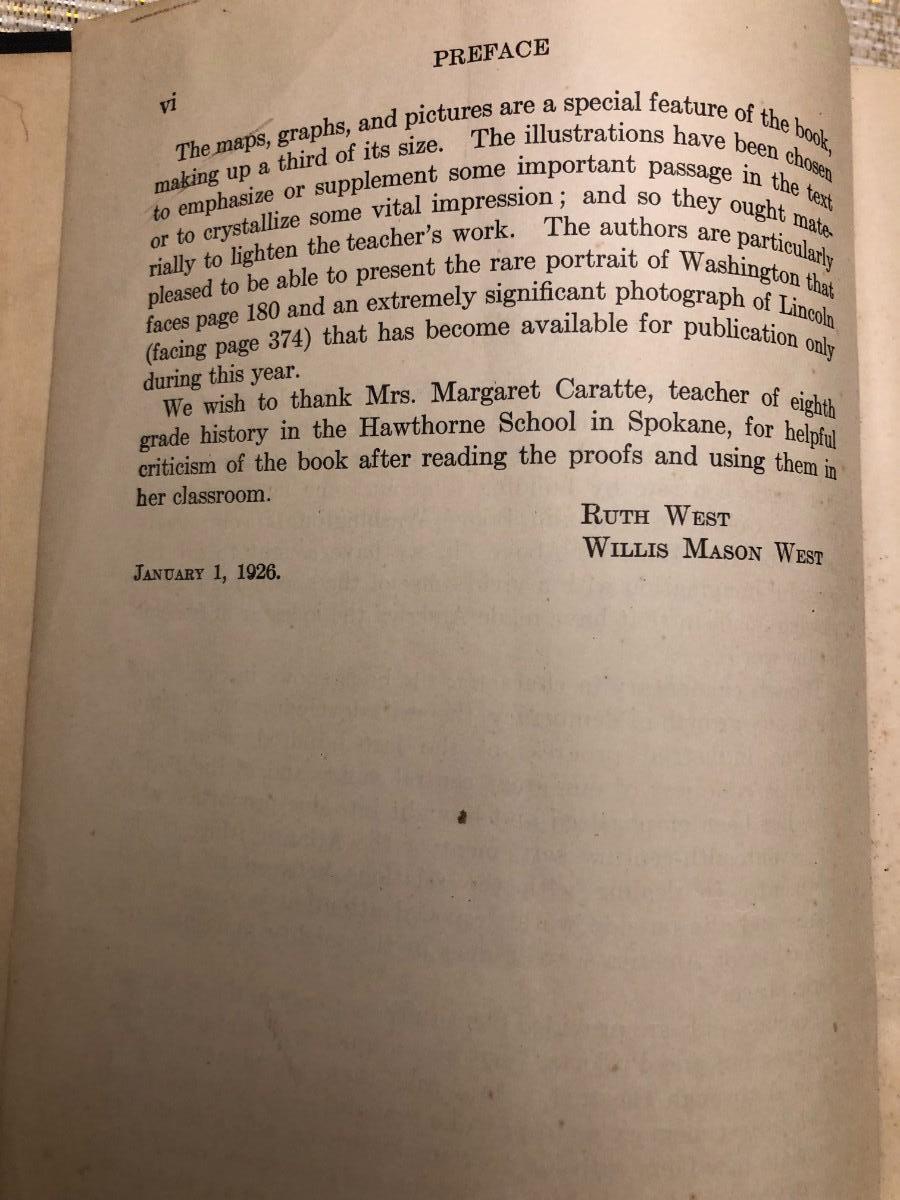 PREFACE
vi
The maps, graphs, and pictures are a special feature of the book,
making up a third of its size. The illustrations have been chosen
to emphasize or supplement some important passage in the text
or to crystallize some vital impression; and so they ought mate-
rially to lighten the teacher's work. The authors are particularly
pleased to be able to present the rare portrait of Washington that
faces page 180 and an extremely significant photograph of Lincoln
(facing page 374) that has become available for publication only
during this year.
We wish to thank Mrs. Margaret Caratte, teacher of eighth
grade history in the Hawthorne School in Spokane, for helpful
criticism of the book after reading the proofs and using them in
her classroom.
RUTH WEST
WILLIS MASON WEST
JANUARY 1, 1926.